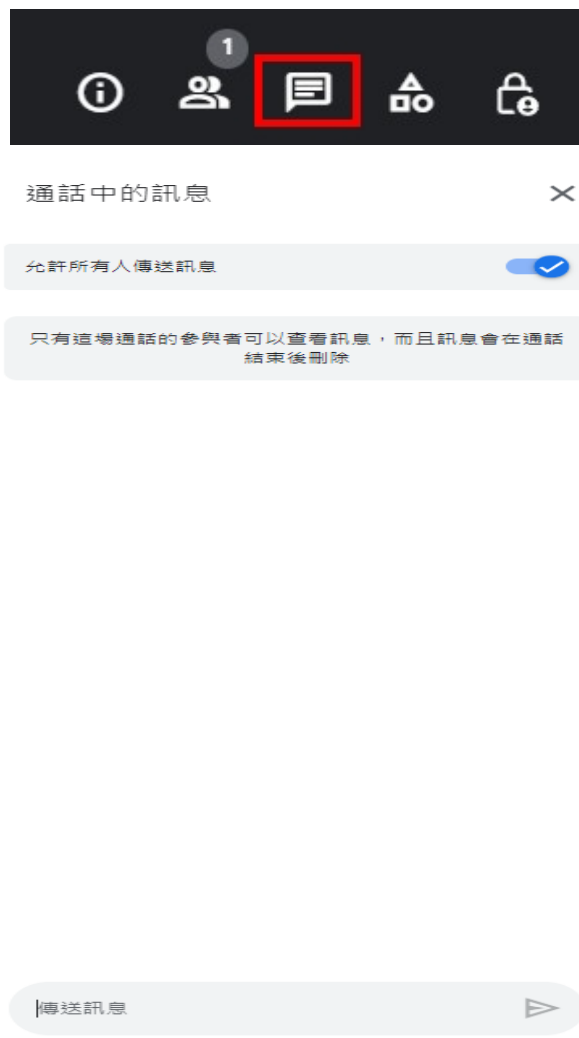 1
通話中的訊息
允許所有人傳送訊息
只有這場通話的參與者可以查看訊息，而且訊息會在通話
結束後刪除
傳送訊息